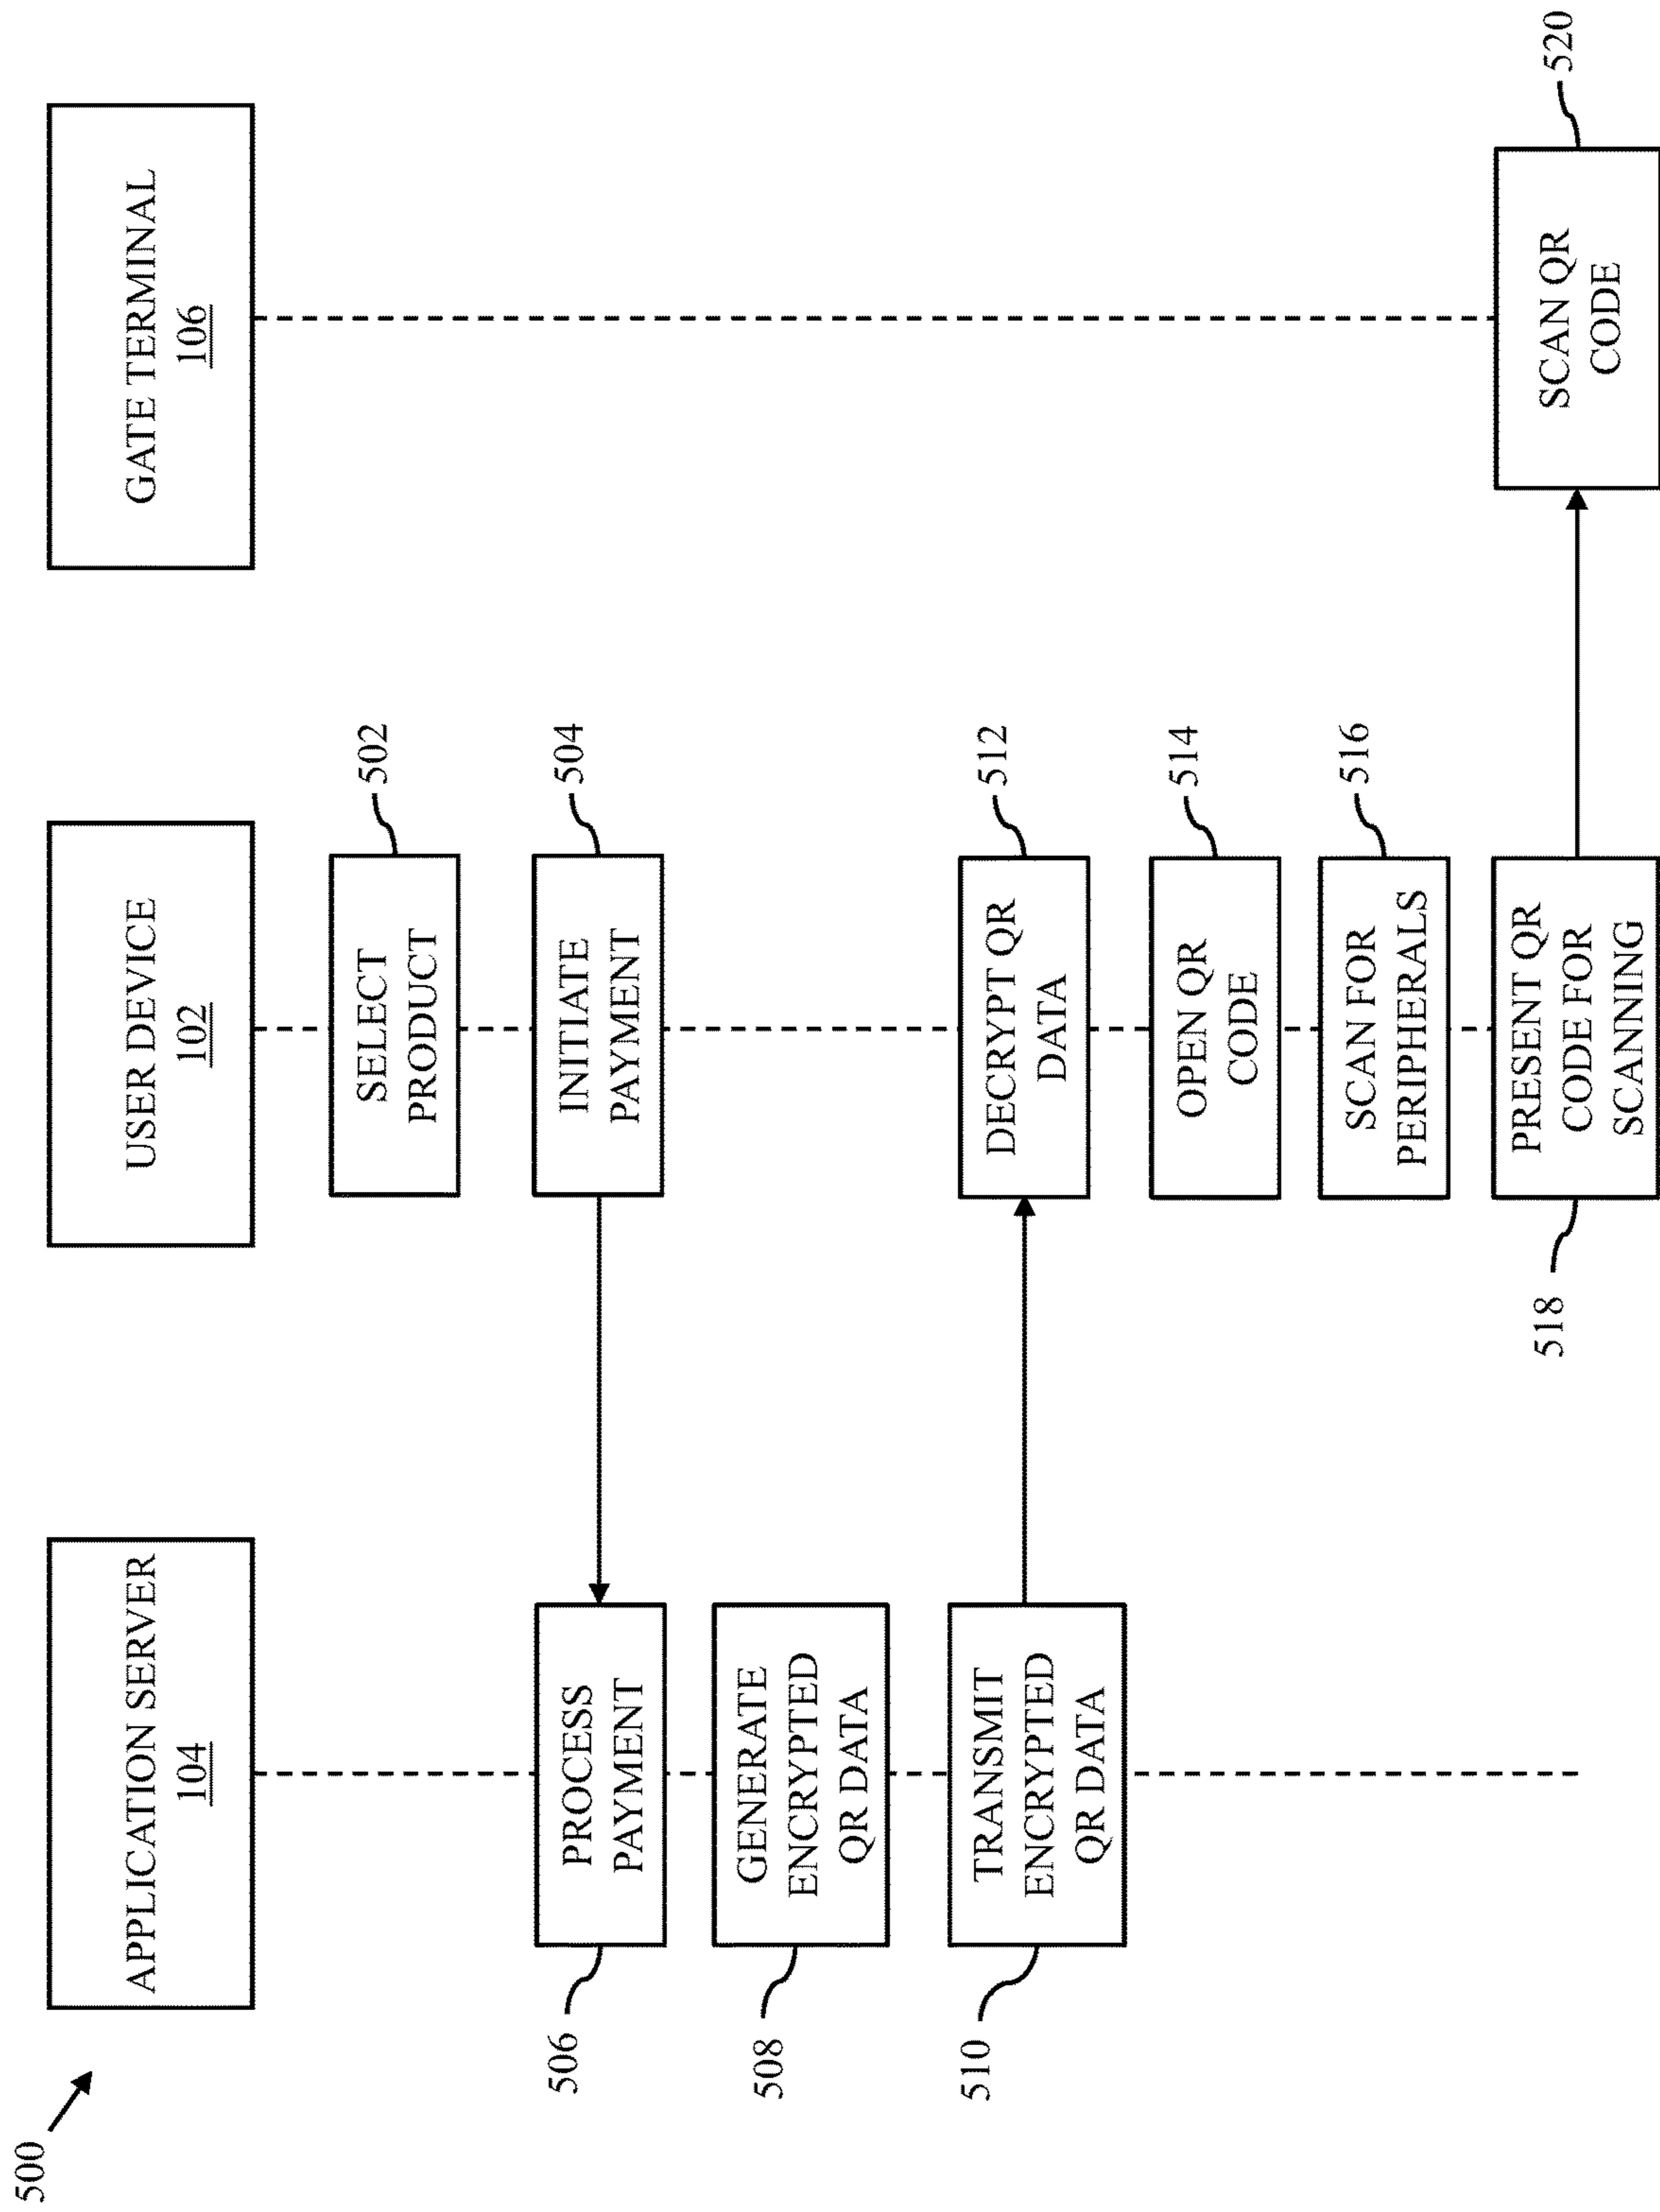 500
APPLICATION SERVER
104
USER DEVICE
102
GATE TERMINAL
106
SELECT
PRODUCT
502
INITIATE
PAYMENT
504
PROCESS
PAYMENT
506
GENERATE
ENCRYPTED
QR DATA
508
TRANSMIT
ENCRYPTED
QR DATA
510
DECRYPT QR
DATA
512
OPEN QR
CODE
514
SCAN FOR
PERIPHERALS
516
PRESENT QR
CODE FOR
SCANNING
518
SCAN QR
CODE
520